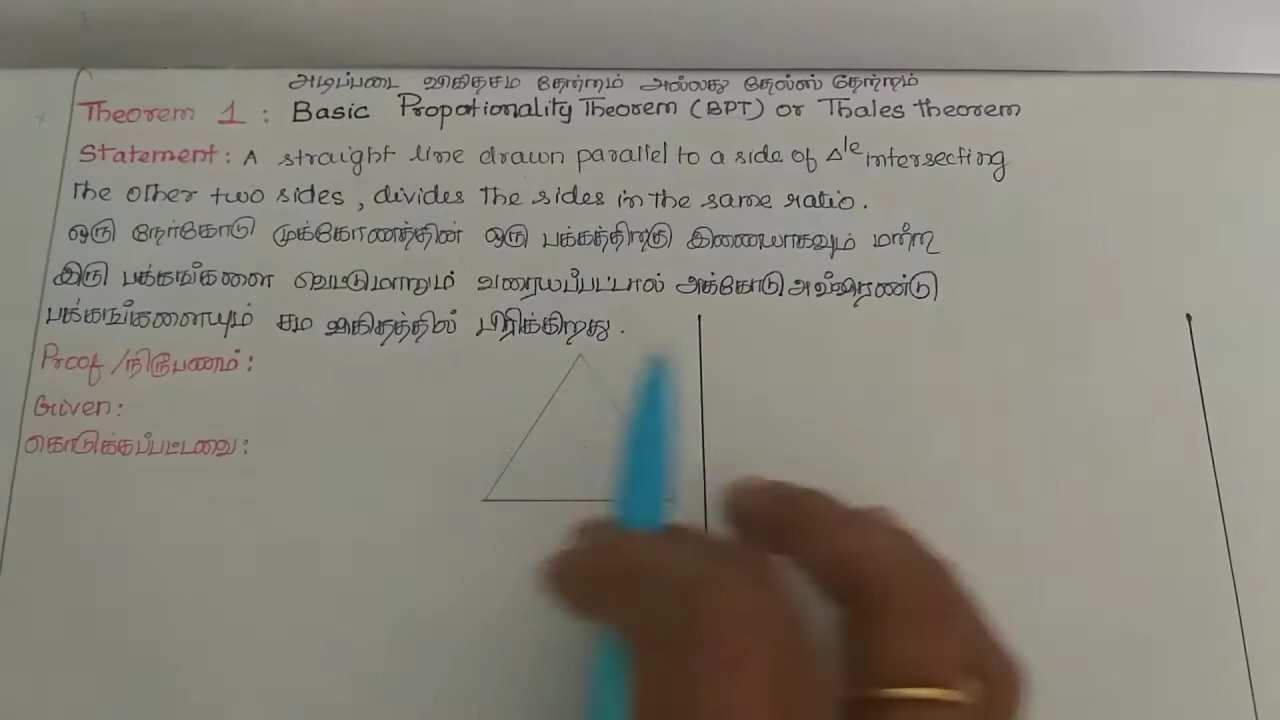 அடிப்படை விகிதசம தேற்றம் அல்லது தேல்ஸ் தேற்றம்
Theorem 1 : Basic Propotionality Theorem (BPT) or Thales theorem
Statement : A straight line drawn parallel to a side of Δle intersecting
the other two sides, divides the sides in the same ratio.
ஒரு நேர்கோடு முக்கோணத்தின் ஒரு பக்கத்திற்கு இணையாகவும் மற்ற
இரு பக்கங்களை வெட்டுமாறும் வரையப்பட்டால் அக்கோடு அவ்விரண்டு
பக்கங்களையும் சம விகிதத்தில் பிரிக்கிறது.
Proof /நிரூபணம் :
Given :
கொடுக்கப்பட்டவை :